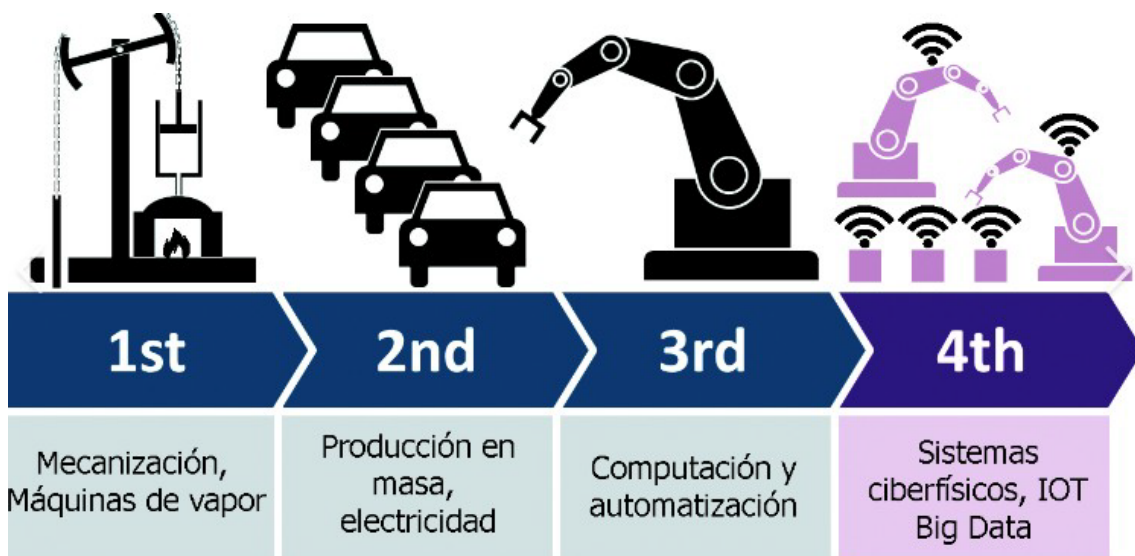 1st
2nd
3rd
4th
Mecanización,
Máquinas de vapor
Producción en
masa,
electricidad
Computación y
automatización
Sistemas
ciberfísicos, IOT
Big Data